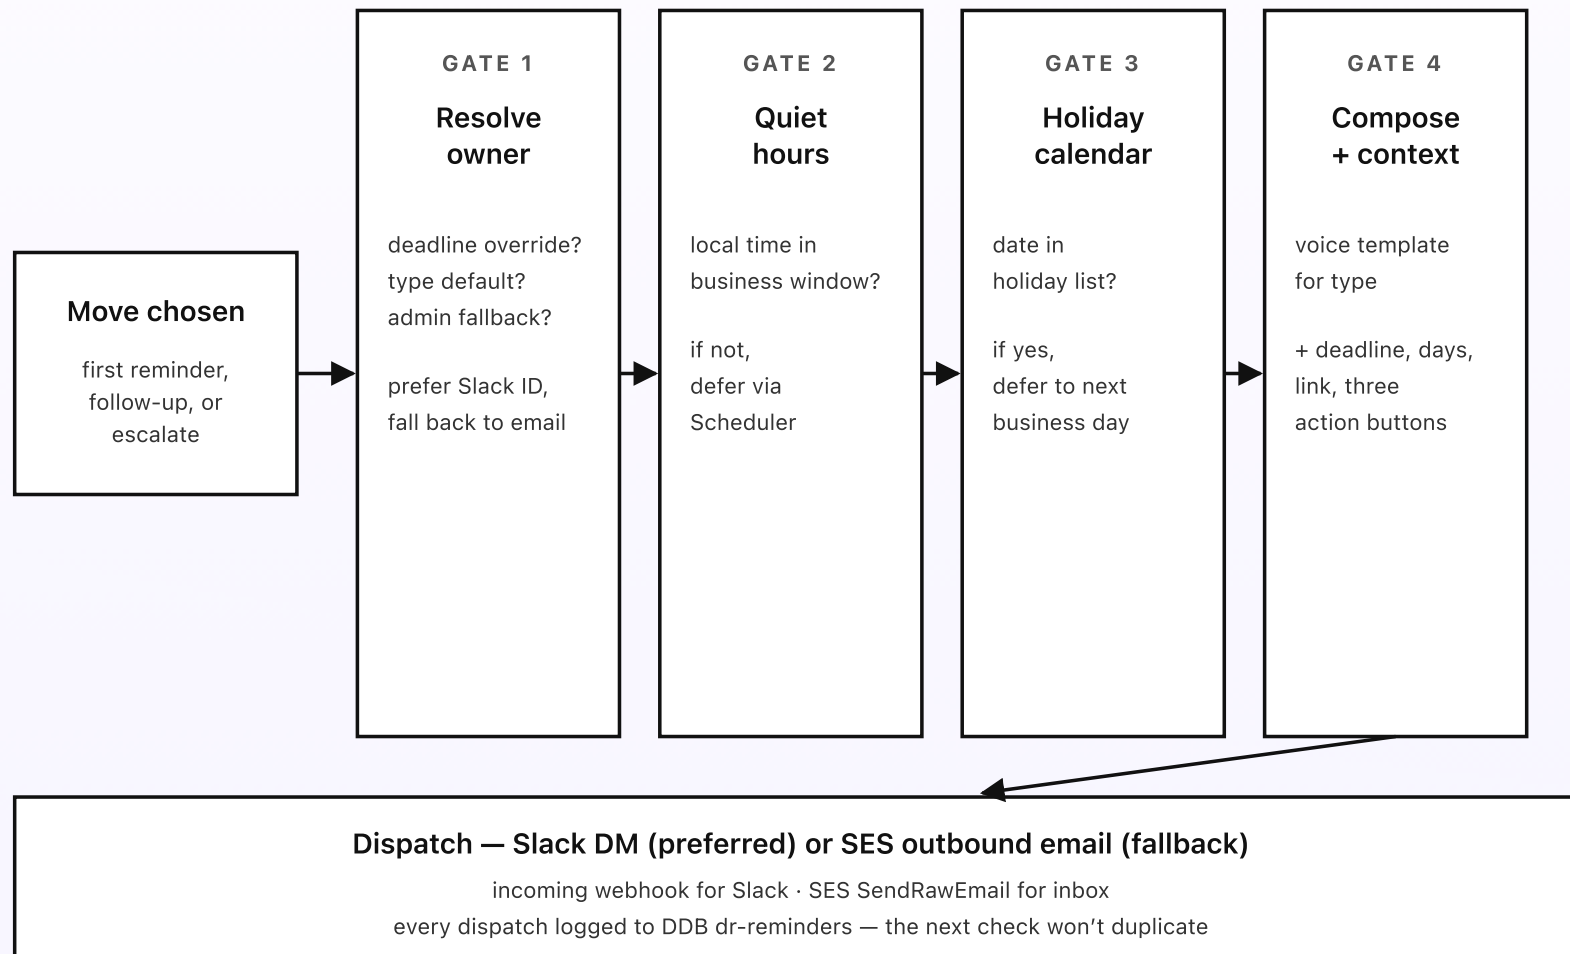 Move chosen
first reminder,
follow-up, or
escalate
GATE 1
Resolve
owner
deadline override?
type default?
admin fallback?
prefer Slack ID,
fall back to email
GATE 2
Quiet
hours
local time in
business window?
if not,
defer via
Scheduler
GATE 3
Holiday
calendar
date in
holiday list?
if yes,
defer to next
business day
GATE 4
Compose
+ context
voice template
for type
+ deadline, days,
link, three
action buttons
Dispatch — Slack DM (preferred) or SES outbound email (fallback)
incoming webhook for Slack · SES SendRawEmail for inbox
every dispatch logged to DDB dr-reminders — the next check won’t duplicate